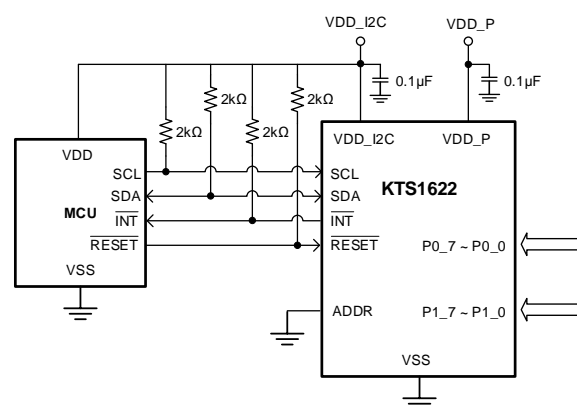 VDD_I2C VDD_P
0.1µF 0.1µF
2kΩ 2kΩ
2kΩ 2kΩ
VDD VDD_I2C VDD_P
SCL SCL KTS1622
SDA SDA
MCU INT INT
RESET RESET P0_7 ~ P0_0
VSS
ADDR P1_7 ~ P1_0
VSS